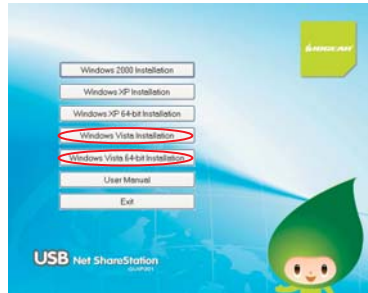 IOGEAR
Windows 2000 Installation
Windows XP Installation
Windows XP 64-bit Installation
Windows Vista Installation
Windows Vista 64-bit Installation
User Manual
Exit
USB Net ShareStation
GUIP201